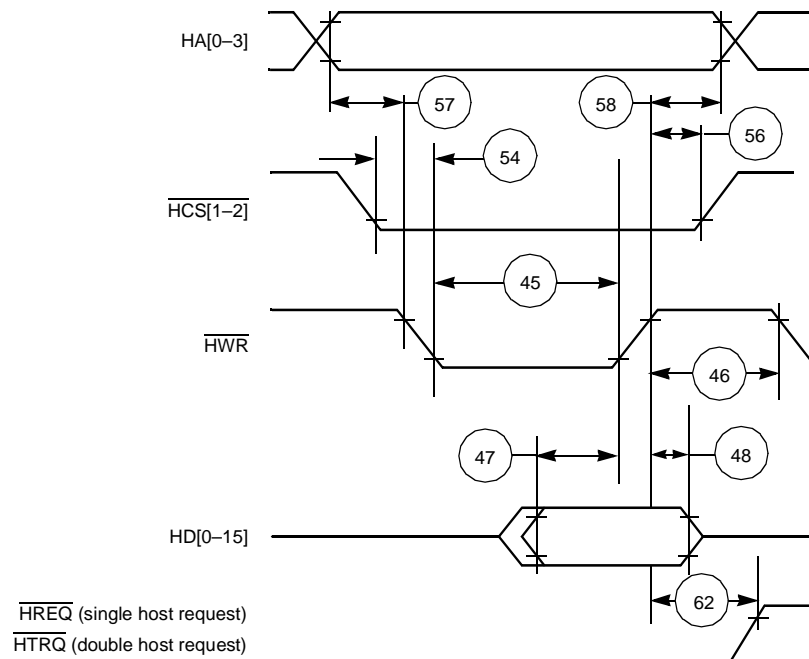 HA[0–3]
57
58
56
54
HCS[1–2]
45
HWR
46
47
48
HD[0–15]
62
HREQ (single host request)
HTRQ (double host request)